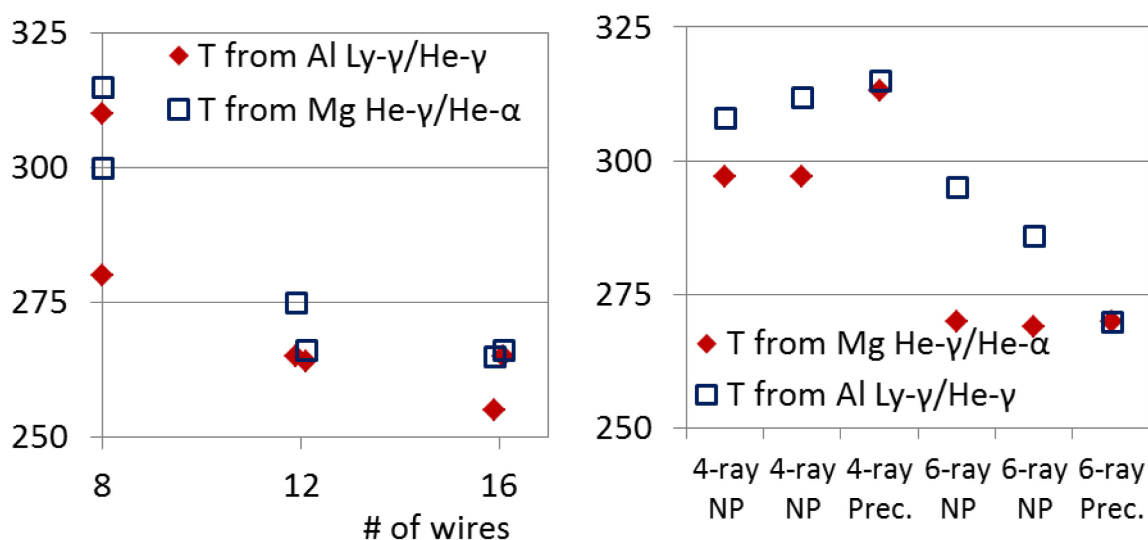 325
300
275
250
T from Al Ly-γ/He-γ
T from Mg He-γ/He-α
8
12
16
# of wires
325
300
275
250
T from Mg He-γ/He-α
T from Al Ly-γ/He-γ
4-ray 4-ray 4-ray 6-ray 6-ray 6-ray
NP NP Prec. NP NP Prec.